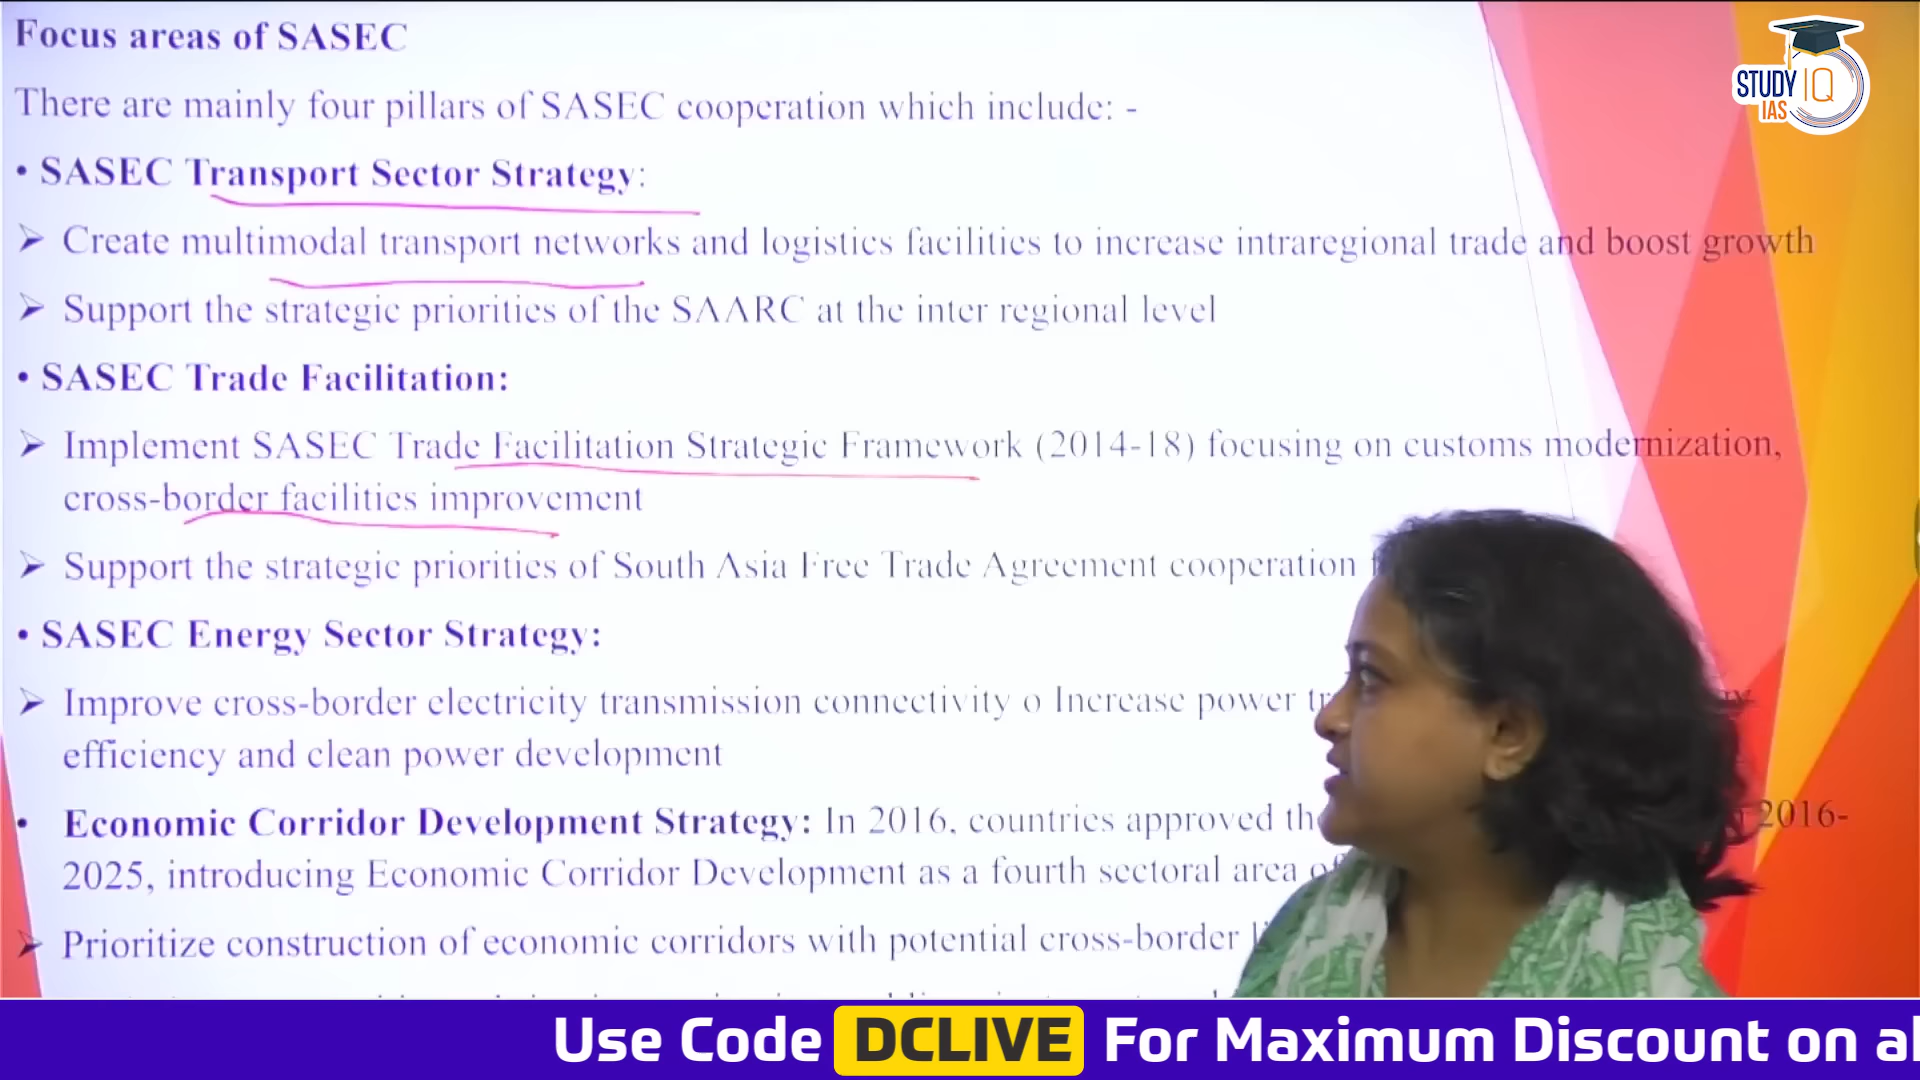 Focus areas of SASEC
STUDY IQ
IAS
There are mainly four pillars of SASEC cooperation which include: -
• SASEC Transport Sector Strategy:
➢ Create multimodal transport networks and logistics facilities to increase intraregional trade and boost growth
➢ Support the strategic priorities of the SAARC at the inter regional level
• SASEC Trade Facilitation:
➢ Implement SASEC Trade Facilitation Strategic Framework (2014-18) focusing on customs modernization,
cross-border facilities improvement
➢ Support the strategic priorities of South Asia Free Trade Agreement cooperation
• SASEC Energy Sector Strategy:
➢ Improve cross-border electricity transmission connectivity o Increase power
efficiency and clean power development
• Economic Corridor Development Strategy: In 2016, countries approved 2016-
2025, introducing Economic Corridor Development as a fourth sectoral area
➢ Prioritize construction of economic corridors with potential cross-border
Use Code DCLIVE For Maximum Discount on